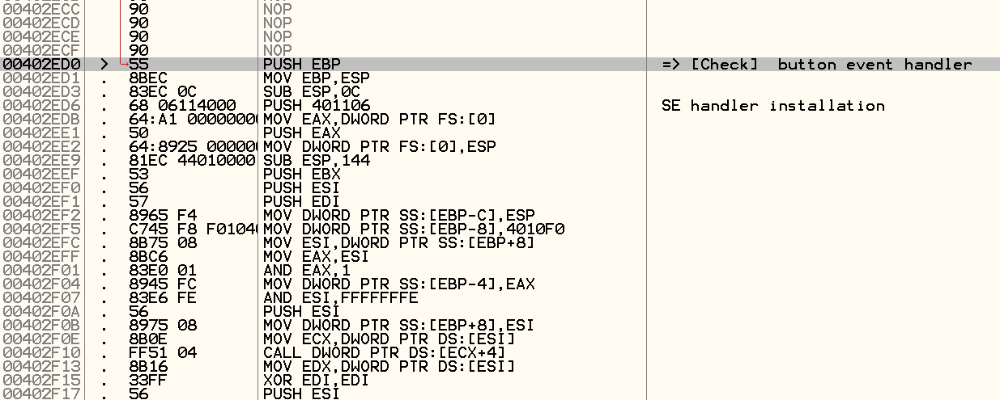 00402ECC 90 NOP
00402ECD 90 NOP
00402ECE 90 NOP
00402ECF 90 NOP
00402ED0 > 55 PUSH EBP => [Check] button event handler
00402ED1 . 8BEC MOV EBP,ESP
00402ED3 . 83EC 0C SUB ESP,0C
00402ED6 . 68 06114000 PUSH 401106 SE handler installation
00402EDB . 64:A1 00000000 MOV EAX,DWORD PTR FS:[0]
00402EE1 . 50 PUSH EAX
00402EE2 . 64:8925 000000 MOV DWORD PTR FS:[0],ESP
00402EE9 . 81EC 44010000 SUB ESP,144
00402EEF . 53 PUSH EBX
00402EF0 . 56 PUSH ESI
00402EF1 . 57 PUSH EDI
00402EF2 . 8965 F4 MOV DWORD PTR SS:[EBP-C],ESP
00402EF5 . C745 F8 F01040 MOV DWORD PTR SS:[EBP-8],4010F0
00402EFC . 8B75 08 MOV ESI,DWORD PTR SS:[EBP+8]
00402EFF . 8BC6 MOV EAX,ESI
00402F01 . 83E0 01 AND EAX,1
00402F04 . 8945 FC MOV DWORD PTR SS:[EBP-4],EAX
00402F07 . 83E6 FE AND ESI,FFFFFFFE
00402F0A . 56 PUSH ESI
00402F0B . 8975 08 MOV DWORD PTR SS:[EBP+8],ESI
00402F0E . 8B0E MOV ECX,DWORD PTR DS:[ESI]
00402F10 . FF51 04 CALL DWORD PTR DS:[ECX+4]
00402F13 . 8B16 MOV EDX,DWORD PTR DS:[ESI]
00402F15 . 33FF XOR EDI,EDI
00402F17 . 56 PUSH ESI